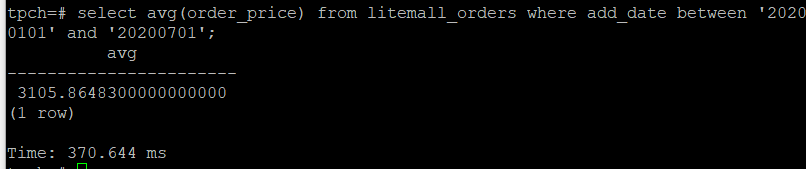 tpch=# select avg(order_price) from litemall_orders where add_date between '2020
0101' and '20200701';
avg
-----------------------
3105.8648300000000000
(1 row)
Time: 370.644 ms
tpch=#